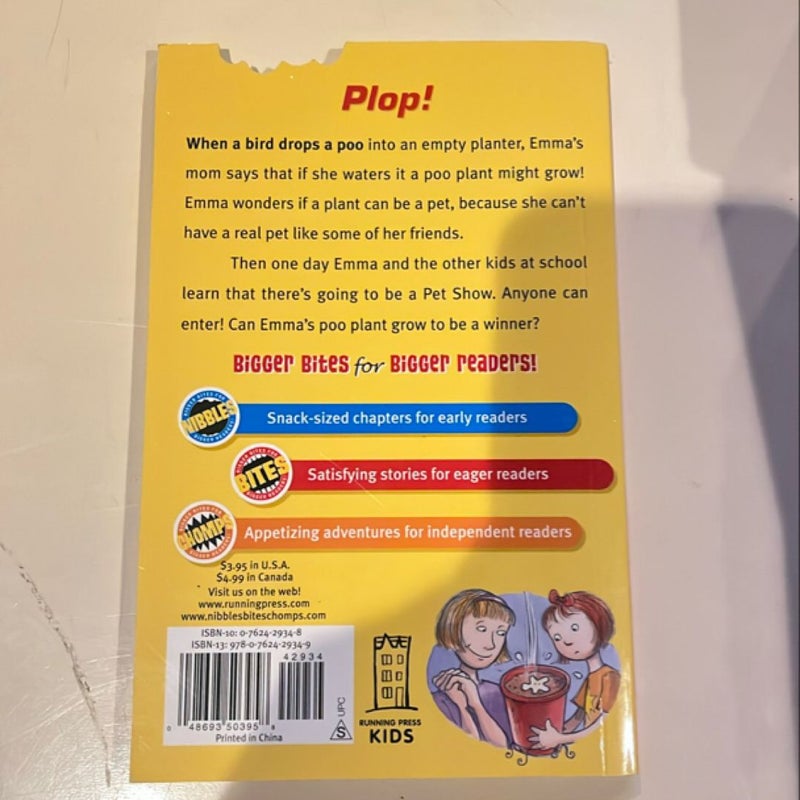 Plop!
When a bird drops a poo into an empty planter, Emma's
mom says that if she waters it a poo plant might grow!
Emma wonders if a plant can be a pet, because she can't
have a real pet like some of her friends.
Then one day Emma and the other kids at school
learn that there's going to be a Pet Show. Anyone can
enter! Can Emma's poo plant grow to be a winner?
BiGGER BitEs for BiGGER REadERs!
NIBBLES
Snack-sized chapters for early readers
BITES
Satisfying stories for eager readers
CHOMPS
Appetizing adventures for independent readers
$3.95 in U.S.A.
$4.99 in Canada
Visit us on the web!
www.runningpress.com
www.nibblesbiteschomps.com
ISBN-10: 0-7624-2934-8
ISBN-13: 978-0-7624-2934-9
42934
0 48693 50395
Printed in China
UPC
S
RUNNING PRESS
KIDS